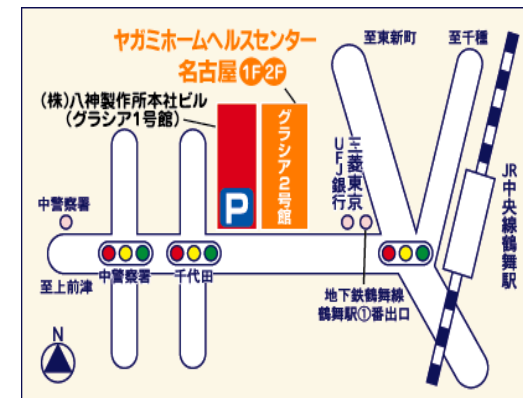 ヤガミホームヘルスセンター
名古屋1F2F
至東新町
至千種
(株)八神製作所本社ビル
(グラシア1号館)
グラシア2号館
P
三菱東京
UFJ銀行
JR中央線鶴舞駅
中警察署
中警察署
千代田
至上前津
地下鉄鶴舞線
鶴舞駅①番出口
N